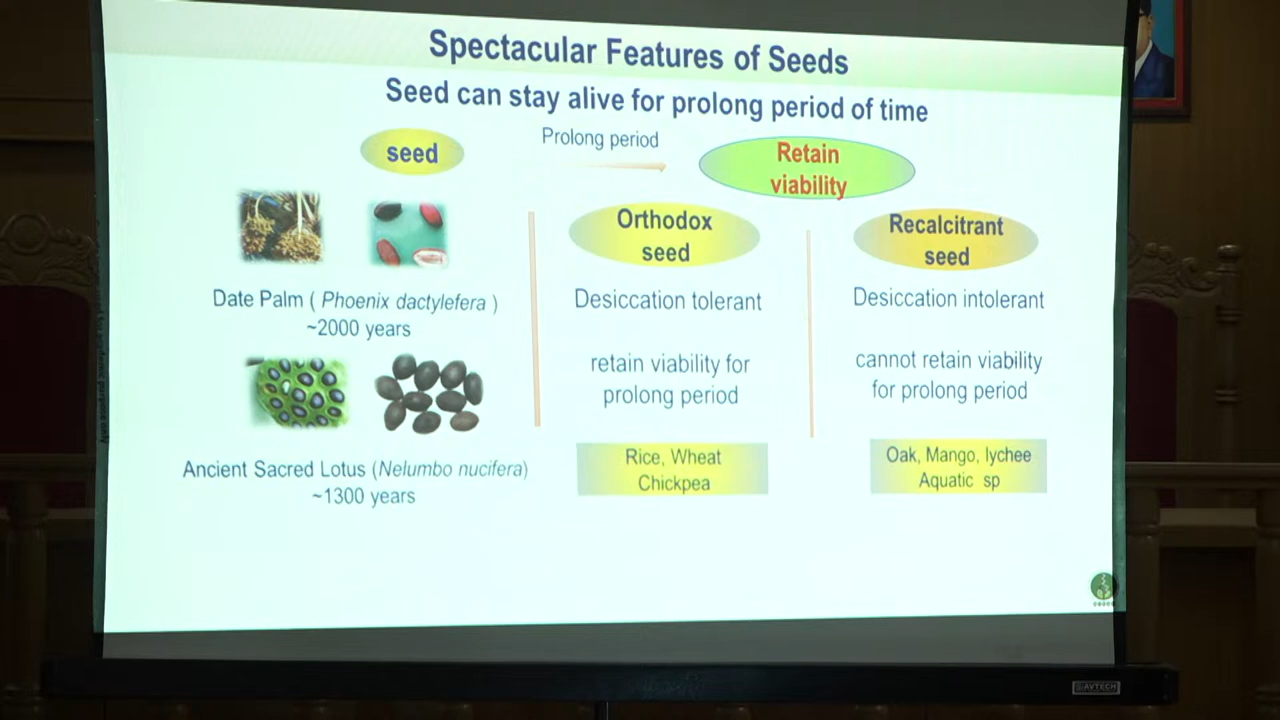 Spectacular Features of Seeds
Seed can stay alive for prolong period of time
seed
Prolong period
Retain
viability
Date Palm ( Phoenix dactylefera )
~2000 years
Ancient Sacred Lotus (Nelumbo nucifera)
~1300 years
Orthodox
seed
Desiccation tolerant
retain viability for
prolong period
Rice, Wheat
Chickpea
Recalcitrant
seed
Desiccation intolerant
cannot retain viability
for prolong period
Oak, Mango, lychee
Aquatic sp
AVTECH